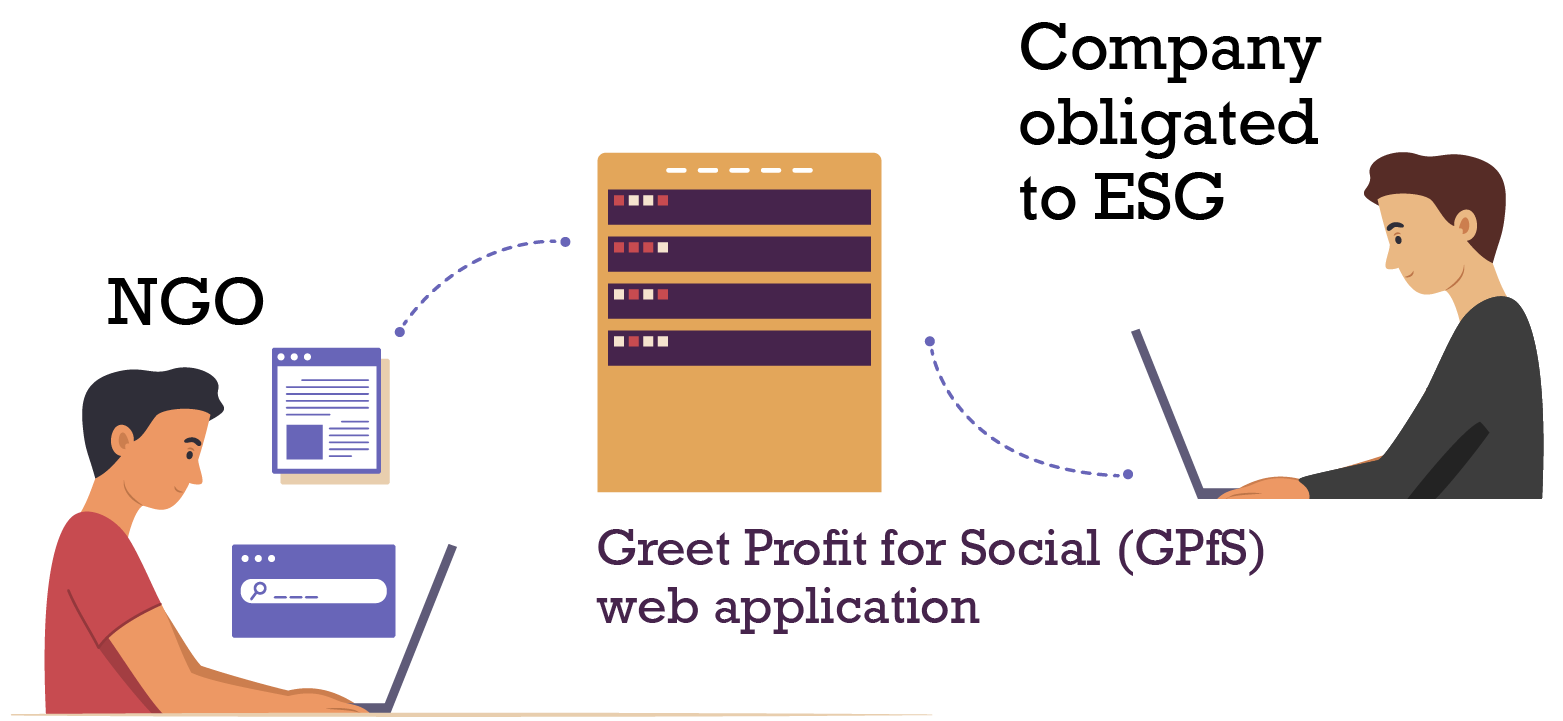 Company
obligated
to ESG
NGO
Greet Profit for Social (GPfS)
web application